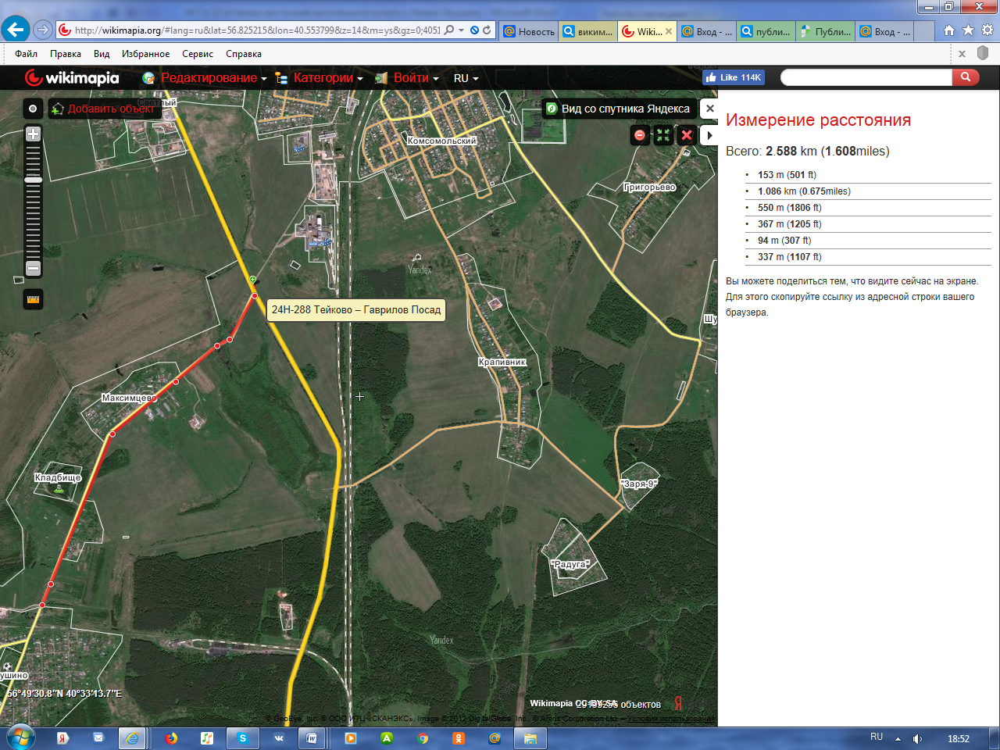 http://wikimapia.org/#lang=ru&lat=56.825215&lon=40.553799&z=14&m=ys&gz=0;4051
Новость
виким...
Wiki...
Вход - ...
публи...
Публи...
Вход - ...
Файл Правка Вид Избранное Сервис Справка
wikimapia
Редактирование
Категории
Войти
RU
Like 114K
Добавить объект
Светлый
Вид со спутника Яндекса
Комсомольский
Григорьево
Yandex
24Н-288 Тейково – Гаврилов Посад
Шу
Крапивник
Максимцево
Кладбище
"Заря-9"
"Радуга"
Yandex
ушино
56°49'30.8"N 40°33'13.7"E
Wikimapia CC-BY-SA
объектов
© GeoEye, Inc. © ООО ИТЦ «СКАНЭКС», Image © 2012 DigitalGlobe, Inc., © Antrix Corporation Ltd. — Условия использования
Измерение расстояния
Всего: 2.588 km (1.608miles)
• 153 m (501 ft)
• 1.086 km (0.675miles)
• 550 m (1806 ft)
• 367 m (1205 ft)
• 94 m (307 ft)
• 337 m (1107 ft)
Вы можете поделиться тем, что видите сейчас на экране.
Для этого скопируйте ссылку из адресной строки вашего
браузера.
RU
18:52